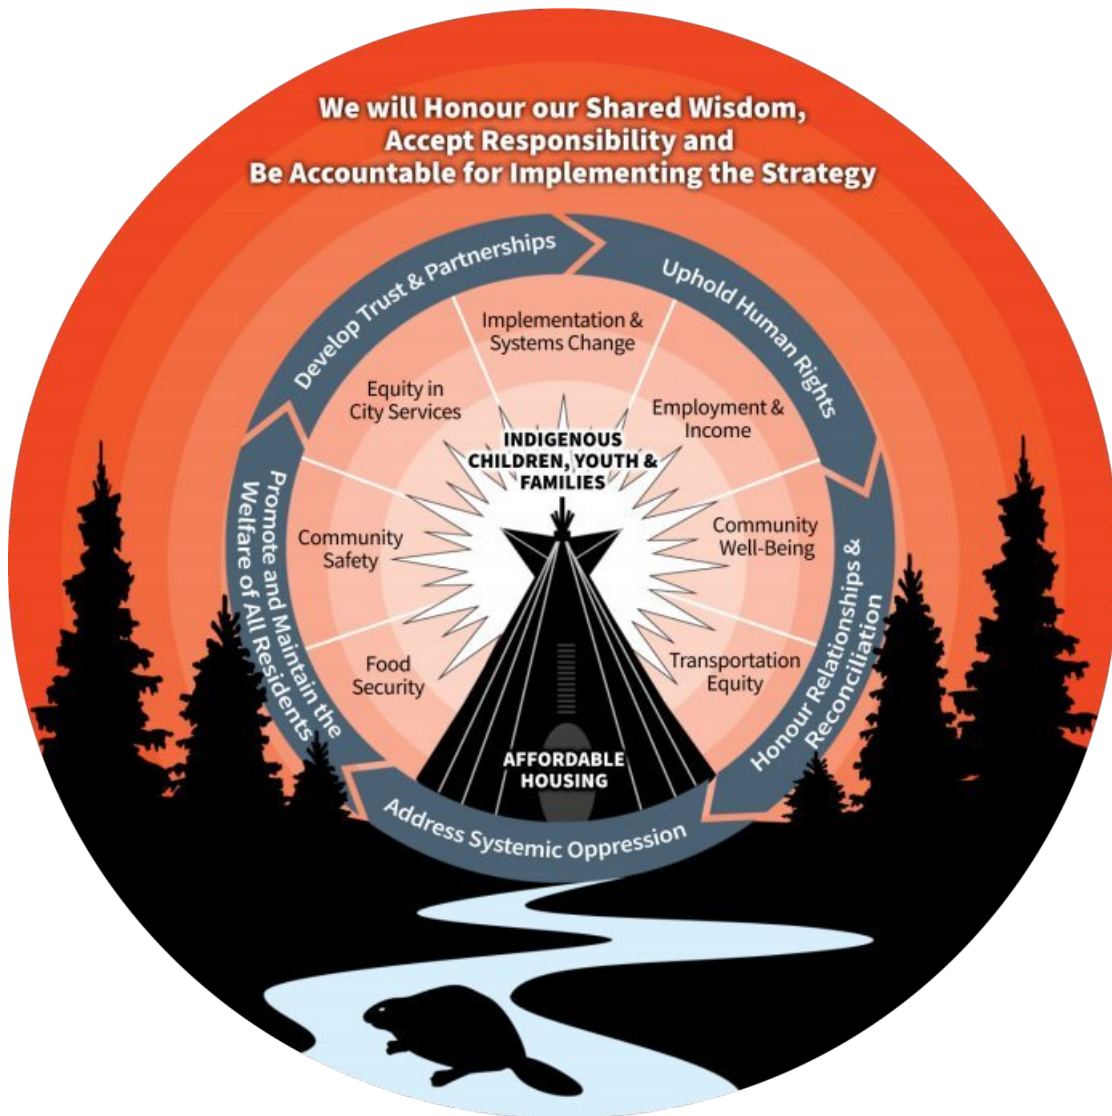 We will Honour our Shared Wisdom,
Accept Responsibility and
Be Accountable for Implementing the Strategy
Develop Trust & Partnerships
Uphold Human Rights
Honour Relationships &
Reconciliation
Address Systemic Oppression
Promote and Maintain the
Welfare of All Residents
Implementation &
Systems Change
Employment &
Income
Community
Well-Being
Transportation
Equity
Food
Security
Community
Safety
Equity in
City Services
INDIGENOUS
CHILDREN, YOUTH &
FAMILIES
AFFORDABLE
HOUSING